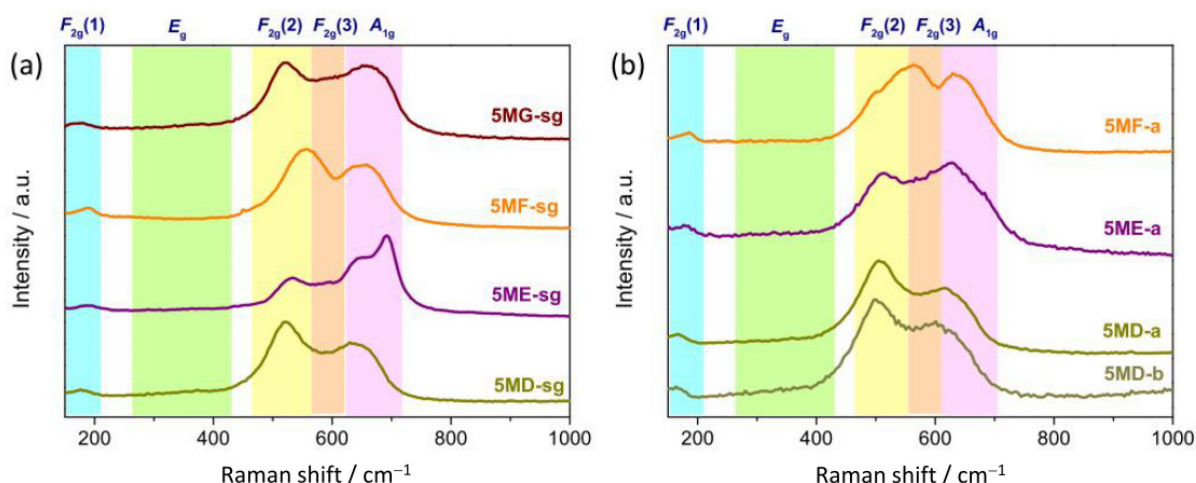 (a)
F2g(1) Eg F2g(2) F2g(3) A1g
5MG-sg
5MF-sg
5ME-sg
5MD-sg
Intensity / a.u.
200 400 600 800 1000
Raman shift / cm−1
(b)
F2g(1) Eg F2g(2) F2g(3) A1g
5MF-a
5ME-a
5MD-a
5MD-b
Intensity / a.u.
200 400 600 800 1000
Raman shift / cm−1